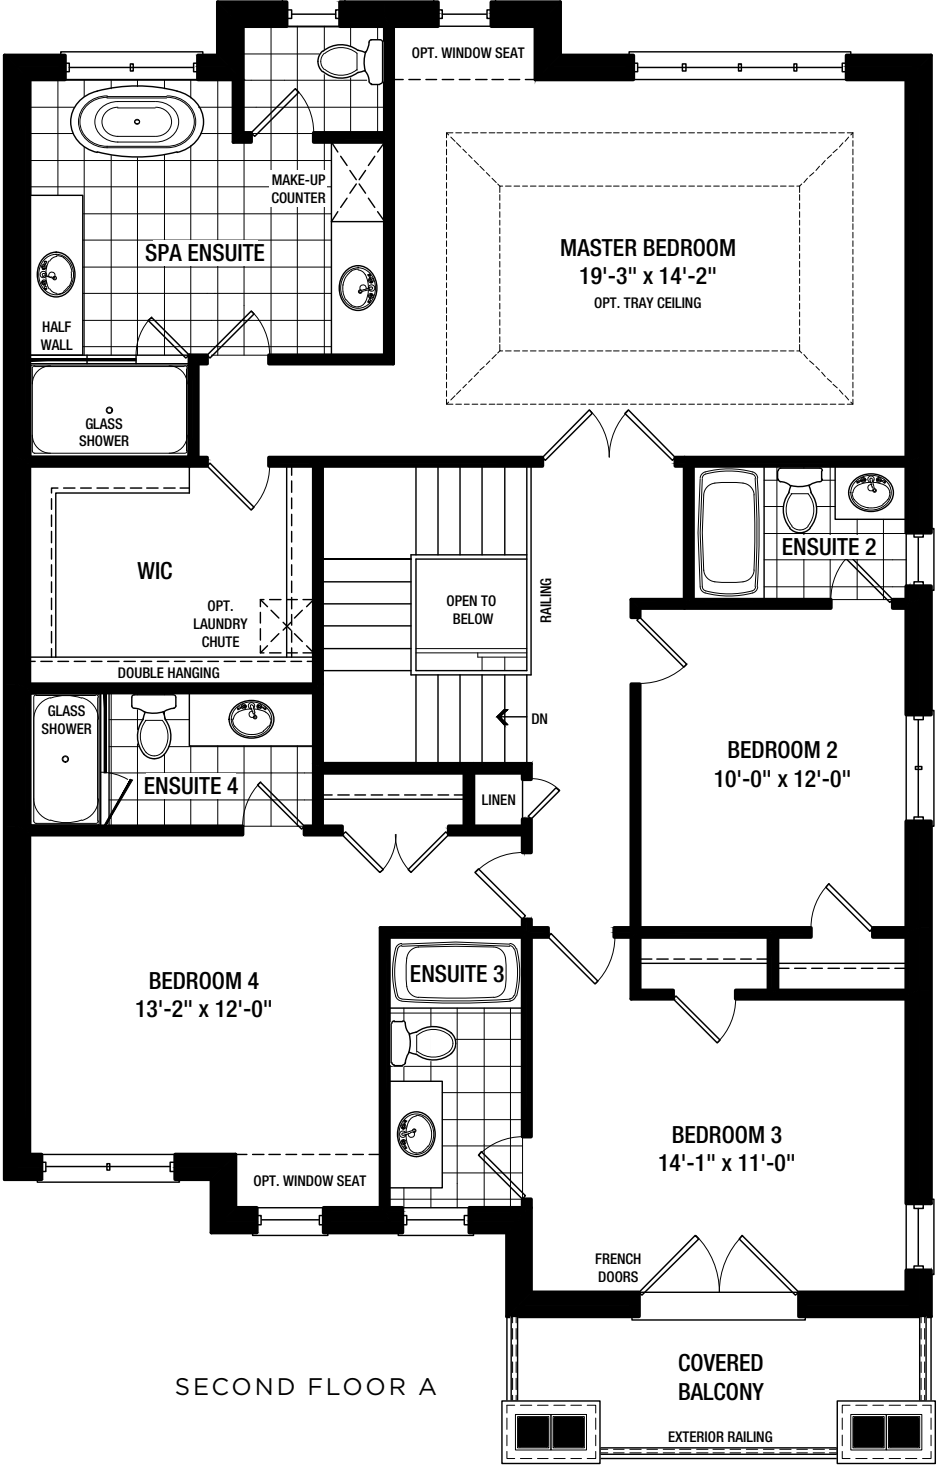 OPT. WINDOW SEAT
MAKE-UP
COUNTER
SPA ENSUITE
MASTER BEDROOM
19'-3" x 14'-2"
OPT. TRAY CEILING
HALF
WALL
GLASS
SHOWER
WIC
OPT.
LAUNDRY
CHUTE
DOUBLE HANGING
OPEN TO
BELOW
RAILING
DN
ENSUITE 2
GLASS
SHOWER
ENSUITE 4
LINEN
BEDROOM 2
10'-0" x 12'-0"
BEDROOM 4
13'-2" x 12'-0"
ENSUITE 3
OPT. WINDOW SEAT
BEDROOM 3
14'-1" x 11'-0"
FRENCH
DOORS
COVERED
BALCONY
EXTERIOR RAILING
SECOND FLOOR A